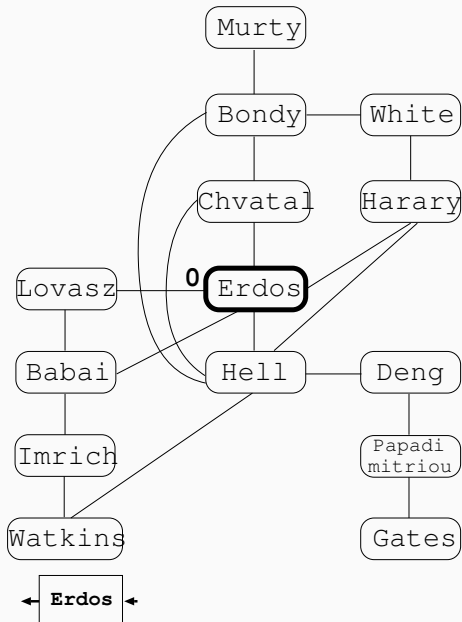 Murty
Bondy
White
Chvatal
Harary
0
Lovasz
Erdos
Babai
Hell
Deng
Imrich
Papadi
mitriou
Watkins
Gates
Erdos